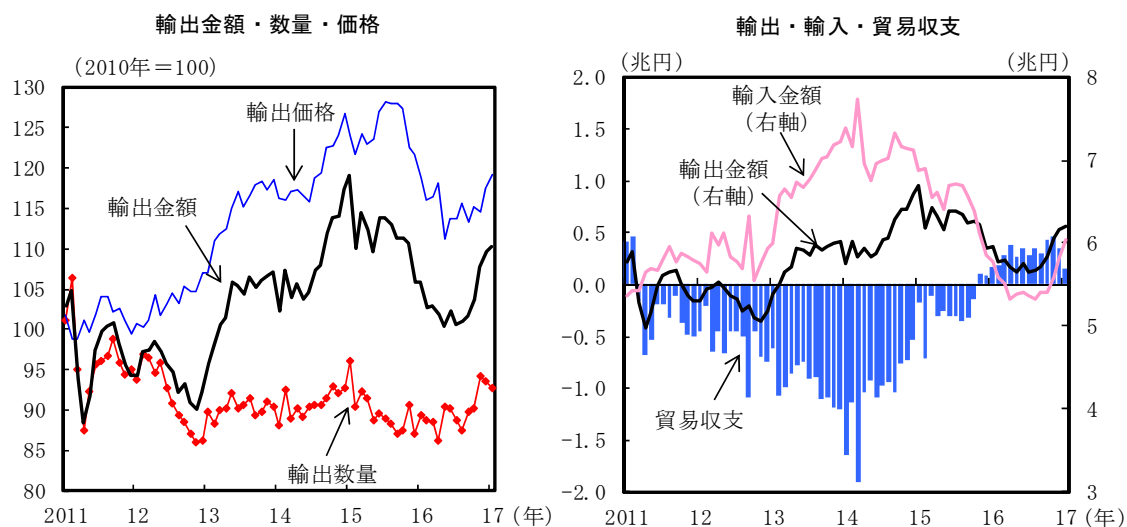 輸出金額・数量・価格
(2010年=100)
130
125
120
115
110
105
100
95
90
85
80
輸出価格
輸出金額
輸出数量
2011 12 13 14 15 16 17 (年)
輸出・輸入・貿易収支
(兆円) (兆円)
2.0
1.5
1.0
0.5
0.0
-0.5
-1.0
-1.5
-2.0
輸入金額
(右軸)
輸出金額
(右軸)
貿易収支
8
7
6
5
4
3
2011 12 13 14 15 16 17 (年)